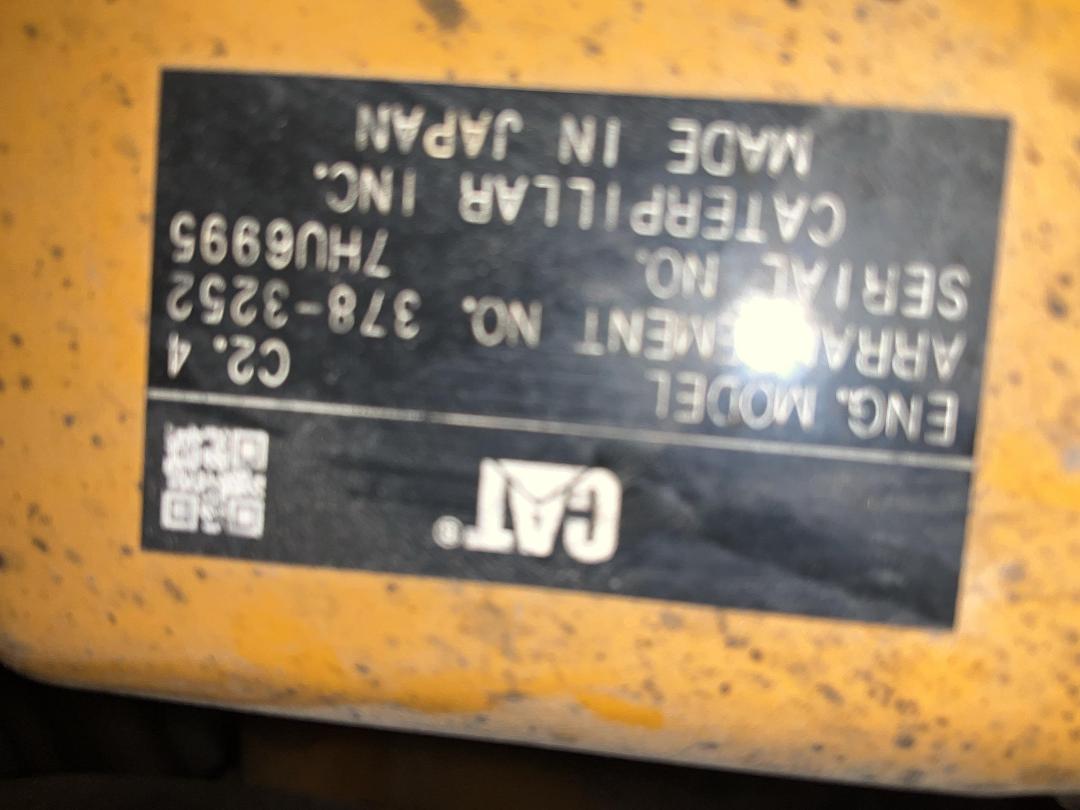 CAT®
ENG. MODEL C2.4
ARRANGEMENT NO. 378-3252
SERIAL NO. 7HU6995
CATERPILLAR INC.
MADE IN JAPAN